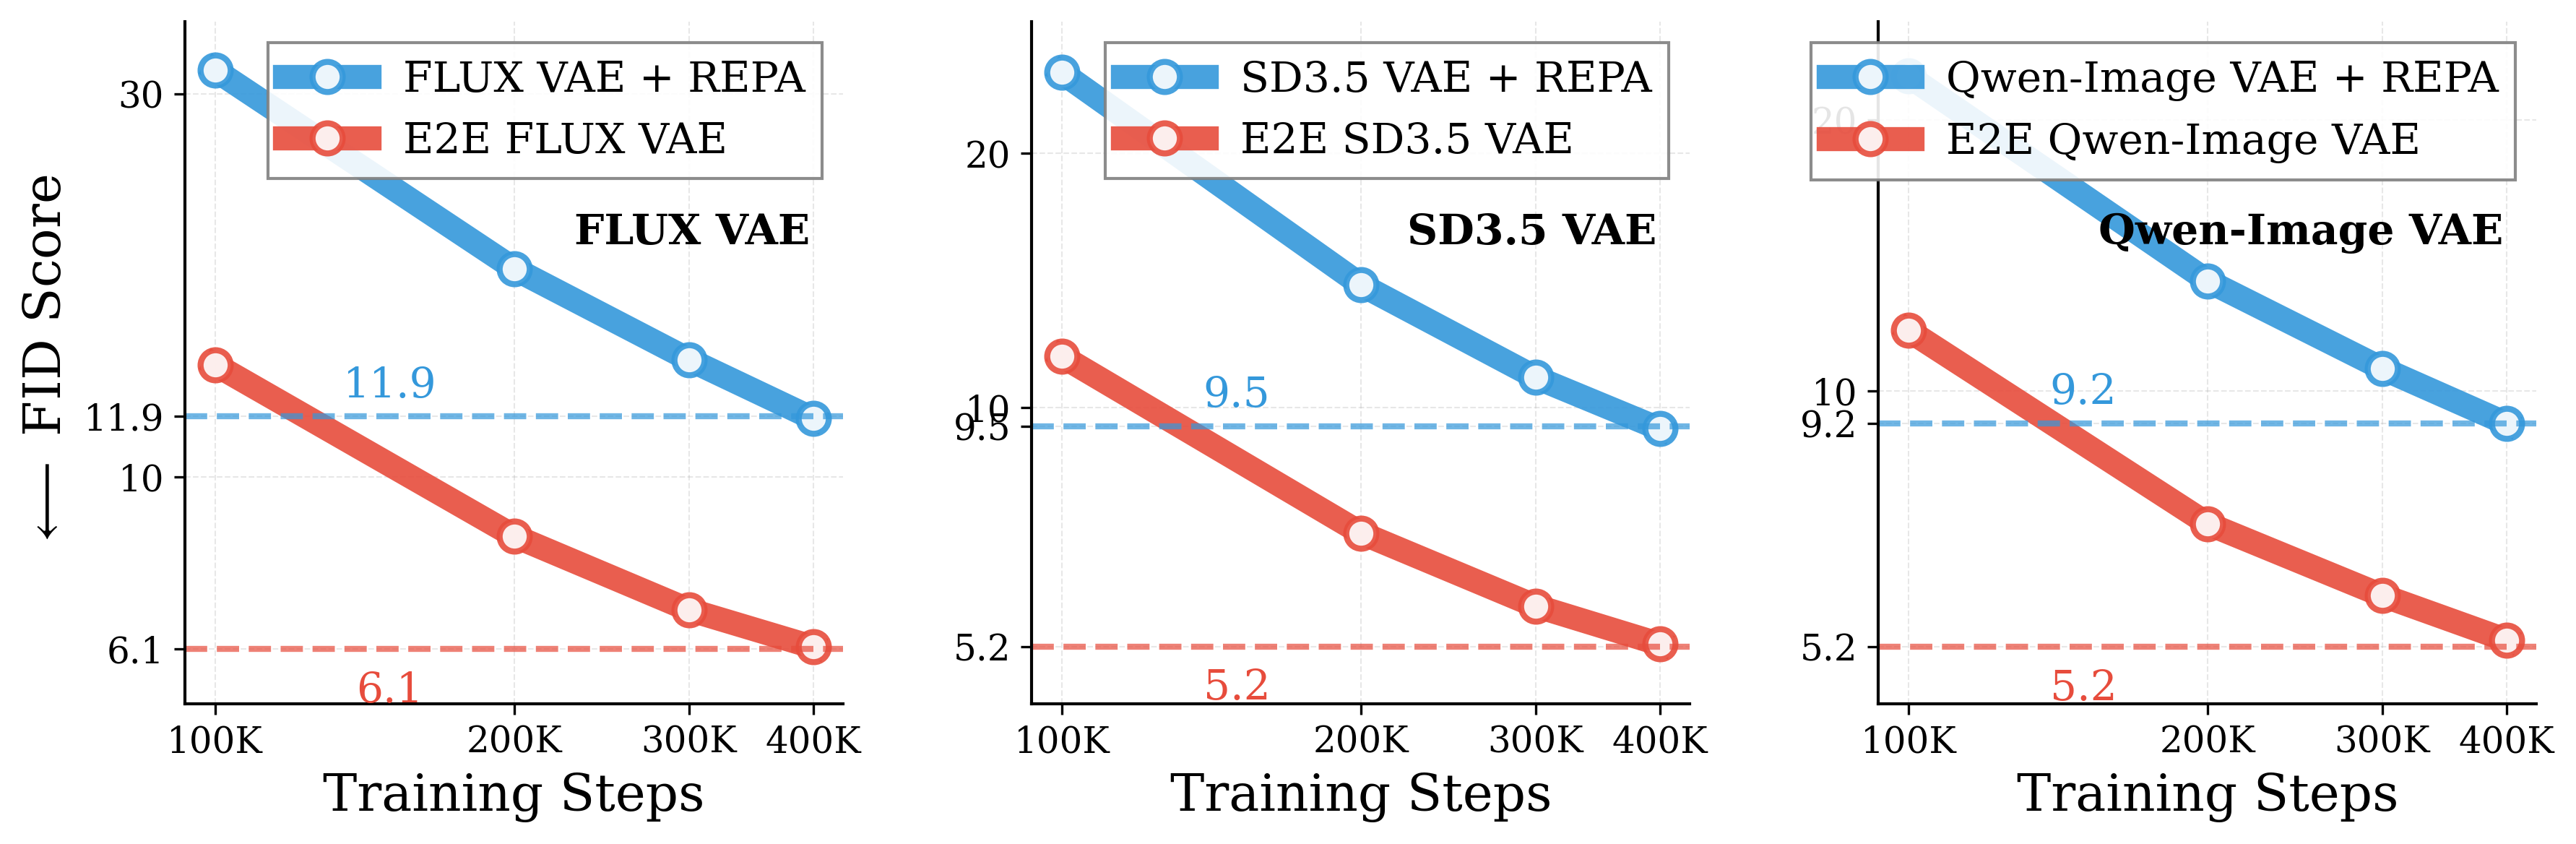 ← FID Score
FLUX VAE + REPA
E2E FLUX VAE
FLUX VAE
30
11.9
10
6.1
11.9
6.1
100K 200K 300K 400K
Training Steps
SD3.5 VAE + REPA
E2E SD3.5 VAE
SD3.5 VAE
20
10
9.5
5.2
9.5
5.2
100K 200K 300K 400K
Training Steps
Qwen-Image VAE + REPA
E2E Qwen-Image VAE
Qwen-Image VAE
20
10
9.2
5.2
9.2
5.2
100K 200K 300K 400K
Training Steps